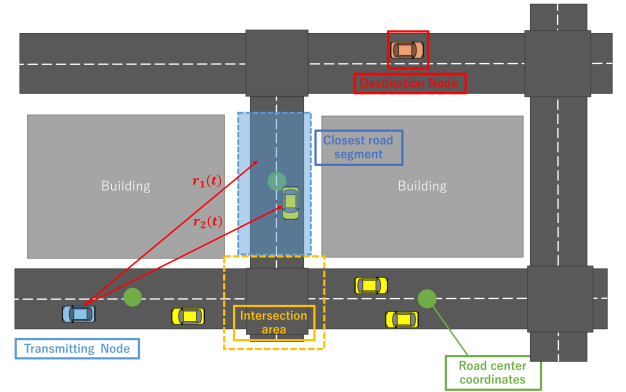 Destination Node
Closest road
segment
Building
Building
r₁(t)
r₂(t)
Intersection
area
Transmitting Node
Road center
coordinates